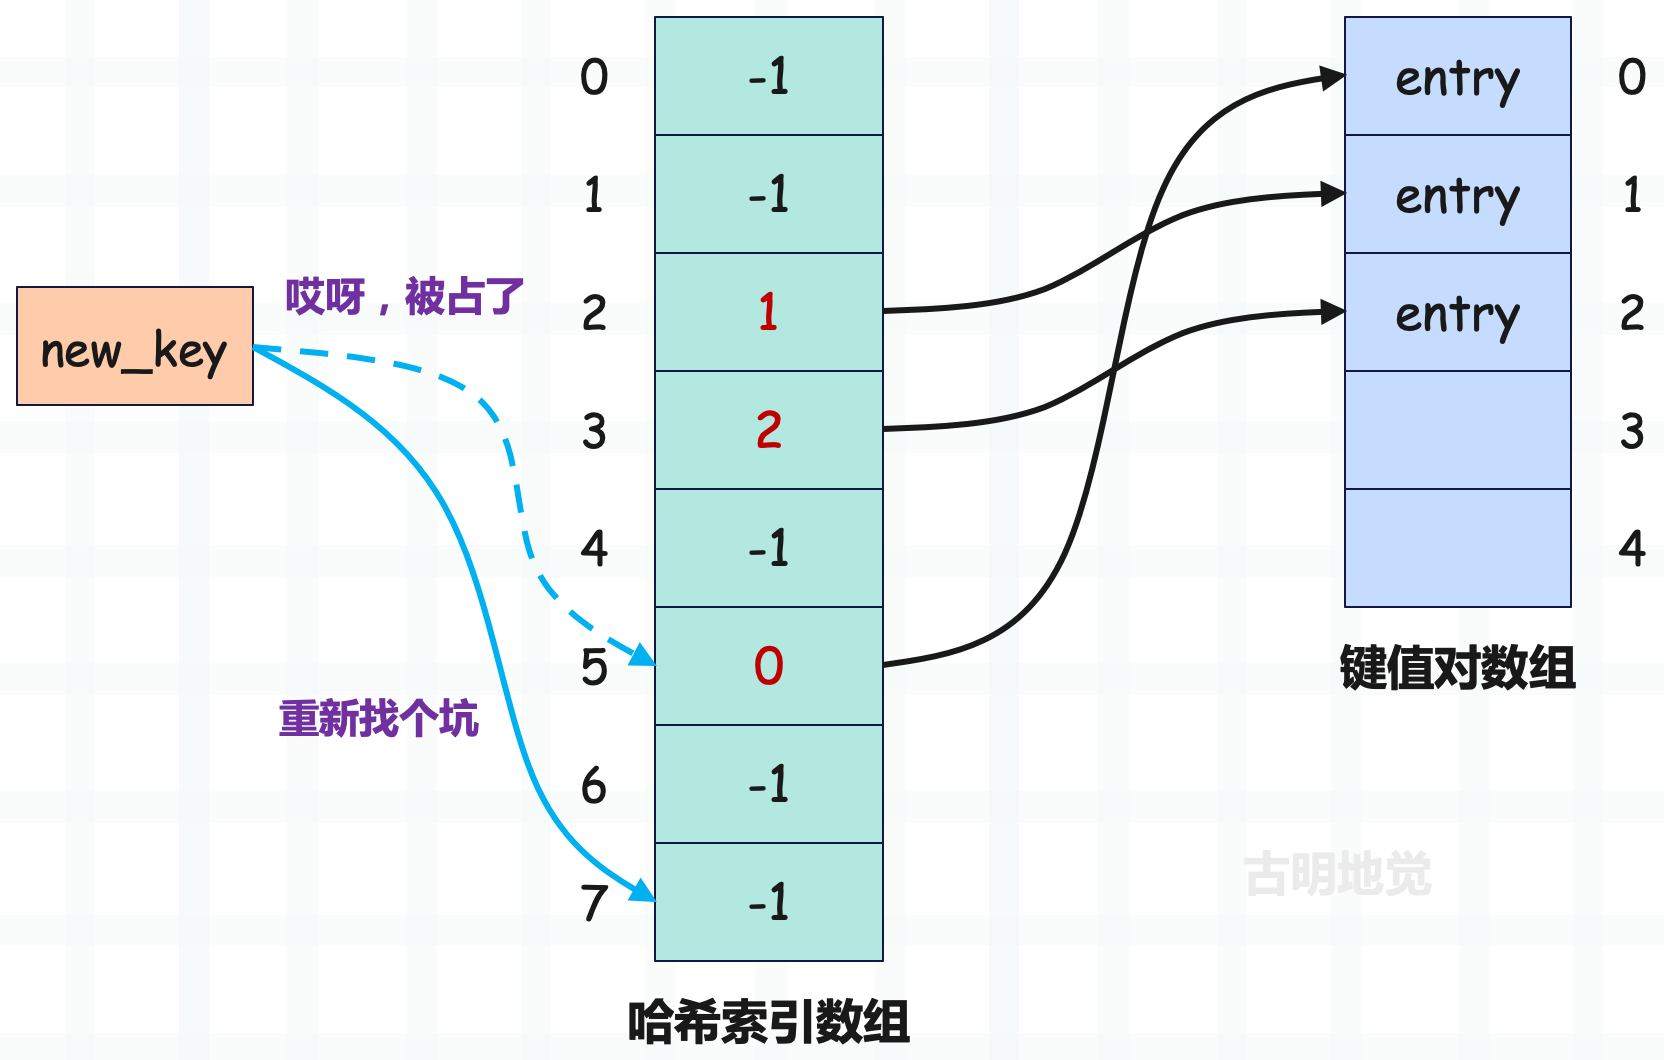 0 -1 entry 0
1 -1 entry 1
哎呀，被占了
new_key
2 1 entry 2
3 2 3
4 -1 4
5 0
键值对数组
重新找个坑
6 -1
7 -1
古明地觉
哈希索引数组